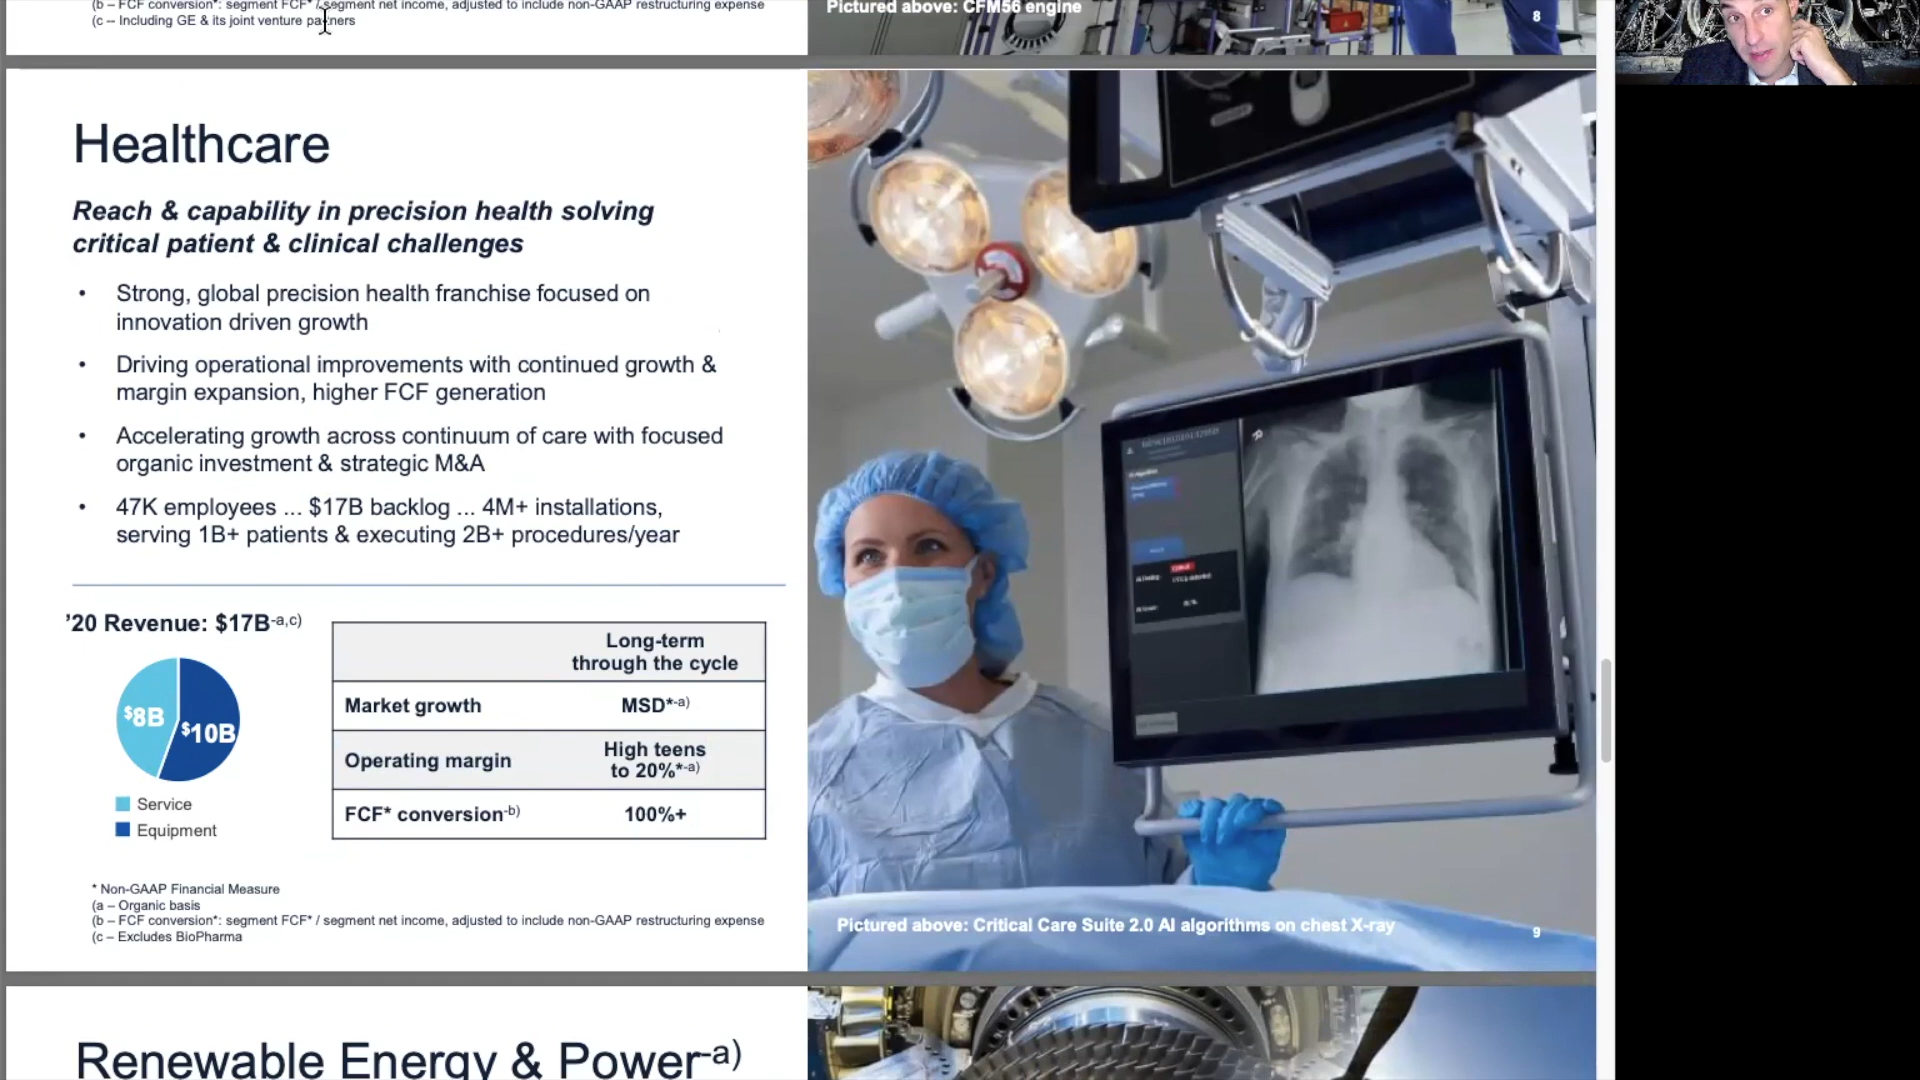 (b – FCF conversion*: segment FCF* / segment net income, adjusted to include non-GAAP restructuring expense
(c – Including GE & its joint venture partners
Pictured above: CFM56 engine
8
Healthcare
Reach & capability in precision health solving
critical patient & clinical challenges
• Strong, global precision health franchise focused on
innovation driven growth
• Driving operational improvements with continued growth &
margin expansion, higher FCF generation
• Accelerating growth across continuum of care with focused
organic investment & strategic M&A
• 47K employees ... $17B backlog ... 4M+ installations,
serving 1B+ patients & executing 2B+ procedures/year
’20 Revenue: $17B-a,c)
$8B
$10B
Service
Equipment
Long-term
through the cycle
Market growth MSD*-a)
Operating margin High teens
to 20%*-a)
FCF* conversion-b) 100%+
* Non-GAAP Financial Measure
(a – Organic basis
(b – FCF conversion*: segment FCF* / segment net income, adjusted to include non-GAAP restructuring expense
(c – Excludes BioPharma
Pictured above: Critical Care Suite 2.0 AI algorithms on chest X-ray
9
Renewable Energy & Power-a)